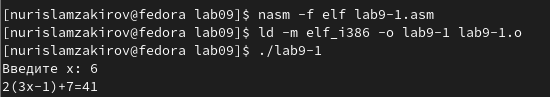 [nurislamzakirov@fedora lab09]$ nasm -f elf lab9-1.asm
[nurislamzakirov@fedora lab09]$ ld -m elf_i386 -o lab9-1 lab9-1.o
[nurislamzakirov@fedora lab09]$ ./lab9-1
Введите x: 6
2(3x-1)+7=41